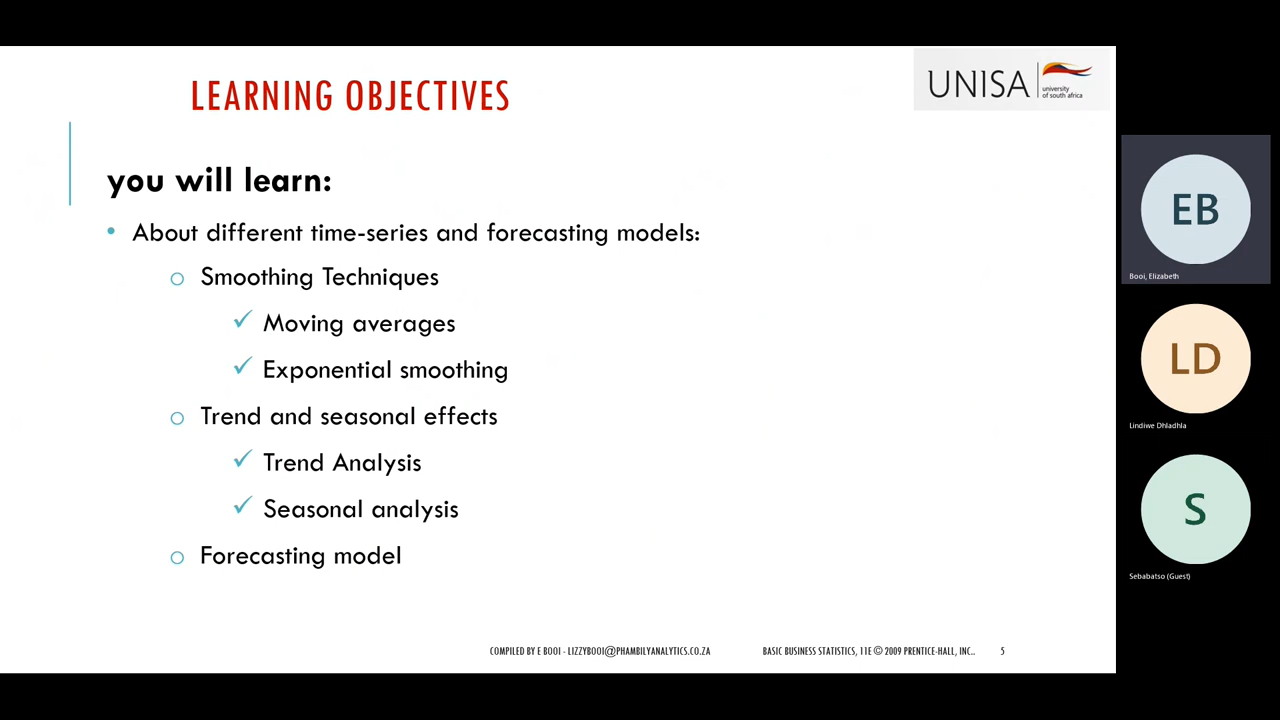 LEARNING OBJECTIVES
UNISA
university
of south africa
you will learn:
• About different time-series and forecasting models:
o Smoothing Techniques
✓ Moving averages
✓ Exponential smoothing
o Trend and seasonal effects
✓ Trend Analysis
✓ Seasonal analysis
o Forecasting model
COMPILED BY E BOOI - LIZZYBOOI@PHAMBILYANALYTICS.CO.ZA
BASIC BUSINESS STATISTICS, 11E © 2009 PRENTICE-HALL, INC..
5
EB
Booi, Elizabeth
LD
Lindiwe Dhladhla
S
Sebabatso (Guest)